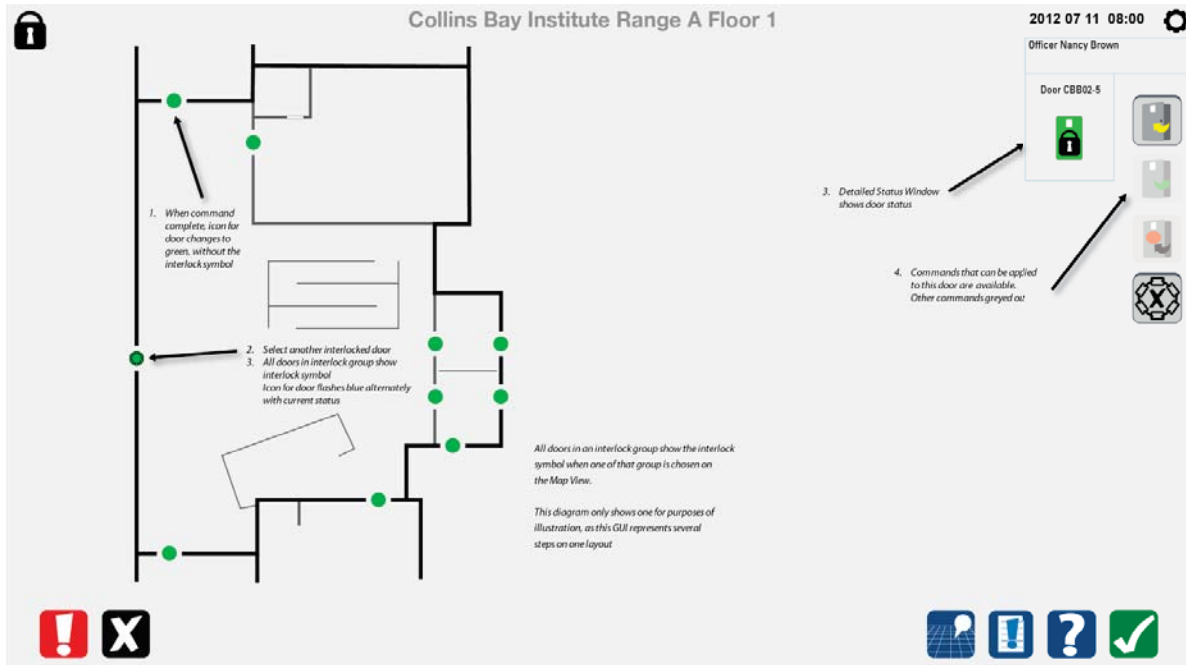 Collins Bay Institute Range A Floor 1
2012 07 11 08:00
Officer Nancy Brown
Door CBB02-5
1. When command
complete, icon for
door changes to
green, without the
interlock symbol
3. Detailed Status Window
shows door status
4. Commands that can be applied
to this door are available.
Other commands greyed out
2. Select another interlocked door
3. All doors in interlock group show
interlock symbol
Icon for door flashes blue alternately
with current status
All doors in an interlock group show the interlock
symbol when one of that group is chosen on
the Map View.
This diagram only shows one for purposes of
illustration, as this GUI represents several
steps on one layout